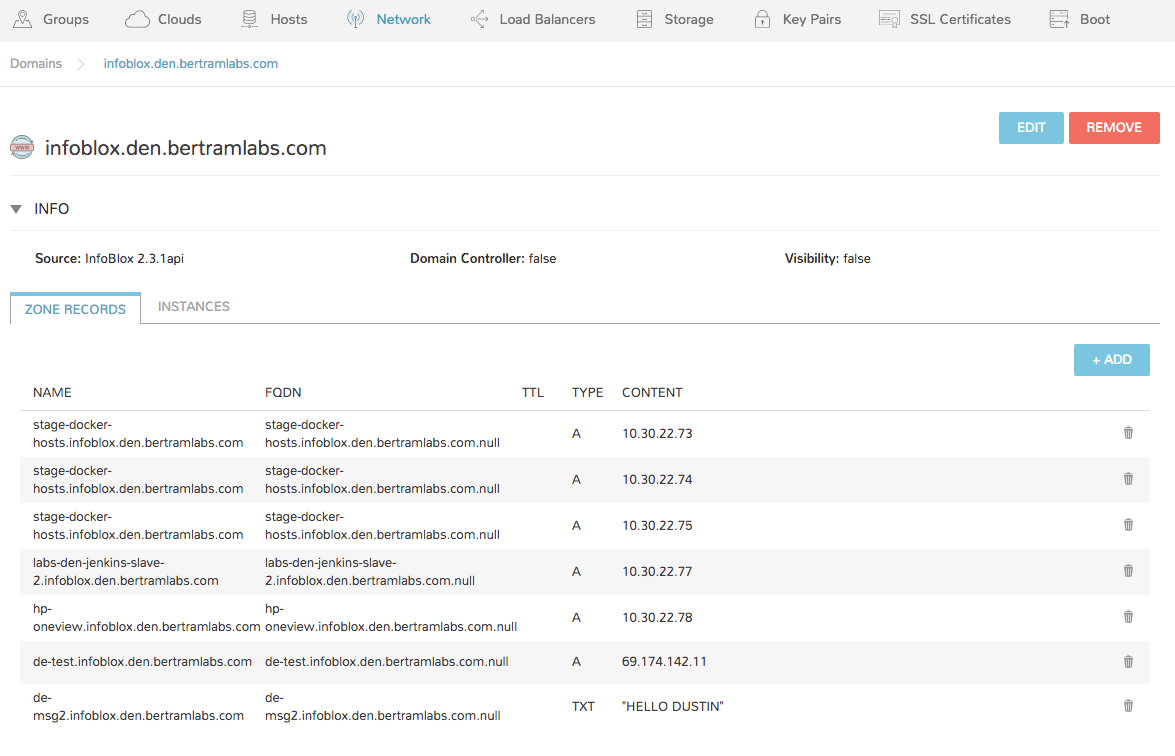 Groups Clouds Hosts Network Load Balancers Storage Key Pairs SSL Certificates Boot
Domains infoblox.den.bertramlabs.com
EDIT REMOVE
www infoblox.den.bertramlabs.com
INFO
Source: InfoBlox 2.3.1api Domain Controller: false Visibility: false
ZONE RECORDS INSTANCES
+ ADD
NAME FQDN TTL TYPE CONTENT
stage-docker- stage-docker-
hosts.infoblox.den.bertramlabs.com hosts.infoblox.den.bertramlabs.com.null A 10.30.22.73
stage-docker- stage-docker-
hosts.infoblox.den.bertramlabs.com hosts.infoblox.den.bertramlabs.com.null A 10.30.22.74
stage-docker- stage-docker-
hosts.infoblox.den.bertramlabs.com hosts.infoblox.den.bertramlabs.com.null A 10.30.22.75
labs-den-jenkins-slave- labs-den-jenkins-slave-
2.infoblox.den.bertramlabs.com 2.infoblox.den.bertramlabs.com.null A 10.30.22.77
hp- hp-
oneview.infoblox.den.bertramlabs.com oneview.infoblox.den.bertramlabs.com.null A 10.30.22.78
de-test.infoblox.den.bertramlabs.com de-test.infoblox.den.bertramlabs.com.null A 69.174.142.11
de- de-
msg2.infoblox.den.bertramlabs.com msg2.infoblox.den.bertramlabs.com.null TXT "HELLO DUSTIN"